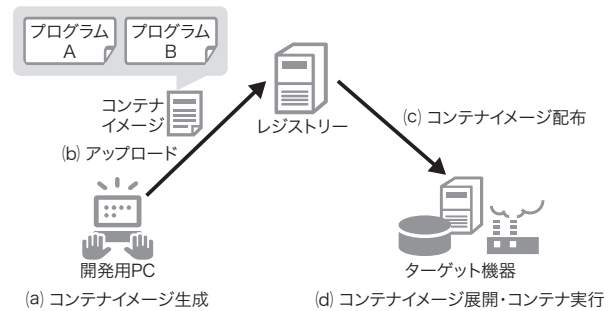 プログラム
A
プログラム
B
コンテナ
イメージ
(b) アップロード
レジストリー
(c) コンテナイメージ配布
開発用PC
(a) コンテナイメージ生成
ターゲット機器
(d) コンテナイメージ展開・コンテナ実行